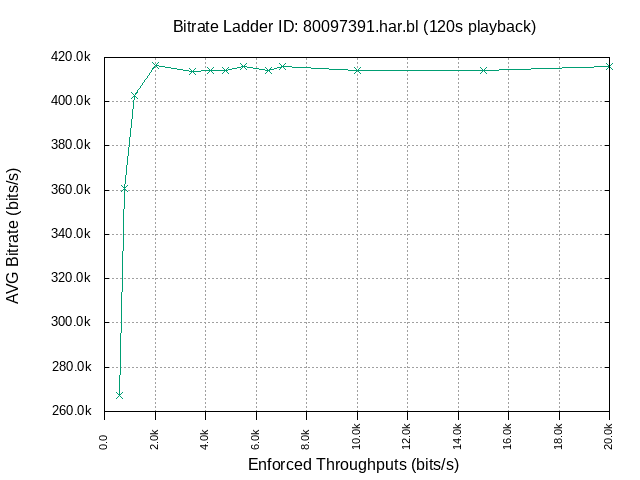 Bitrate Ladder ID: 80097391.har.bl (120s playback)
420.0k
400.0k
380.0k
360.0k
340.0k
320.0k
300.0k
280.0k
260.0k
AVG Bitrate (bits/s)
0.0 2.0k 4.0k 6.0k 8.0k 10.0k 12.0k 14.0k 16.0k 18.0k 20.0k
Enforced Throughputs (bits/s)